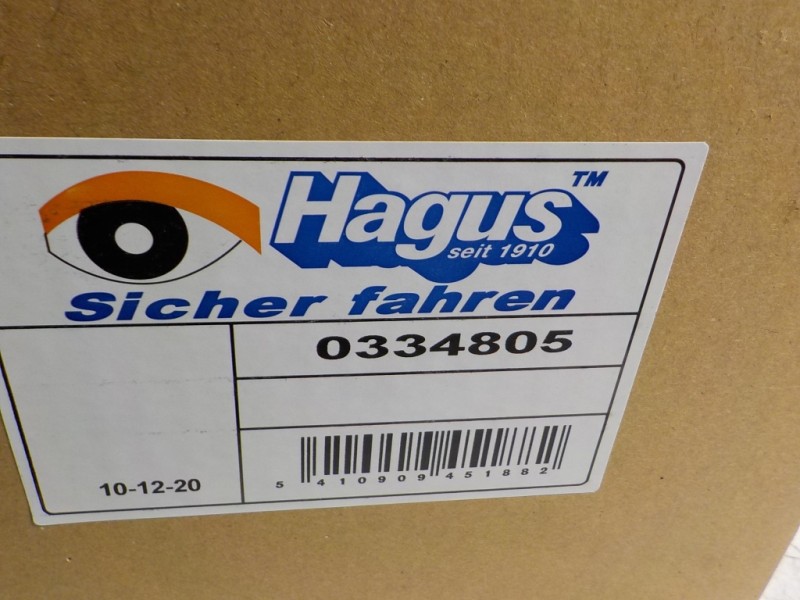 Hagus™
seit 1910
Sicher fahren
0334805
10-12-20
5 410909 451882